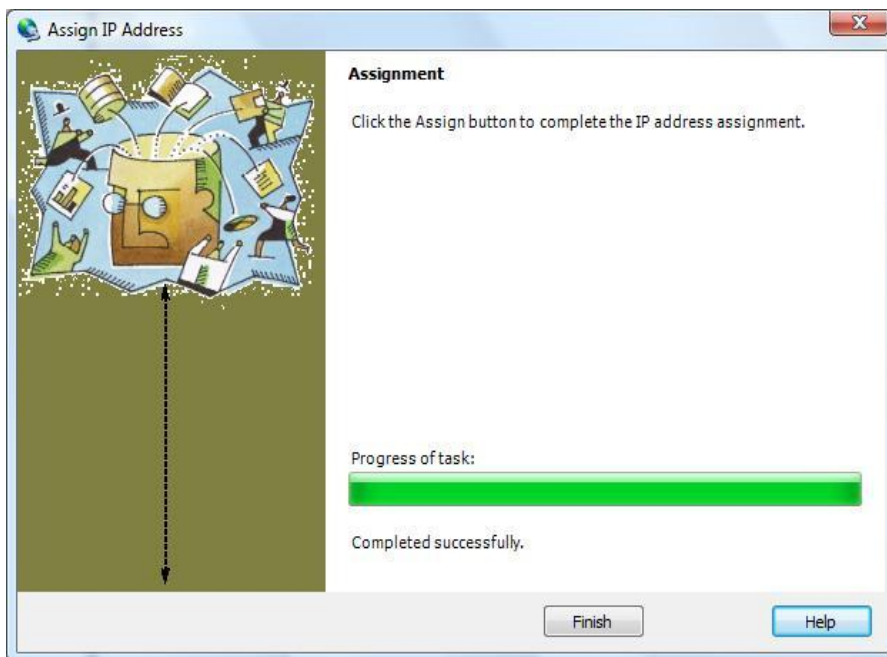 Assign IP Address
Assignment
Click the Assign button to complete the IP address assignment.
Progress of task:
Completed successfully.
Finish
Help